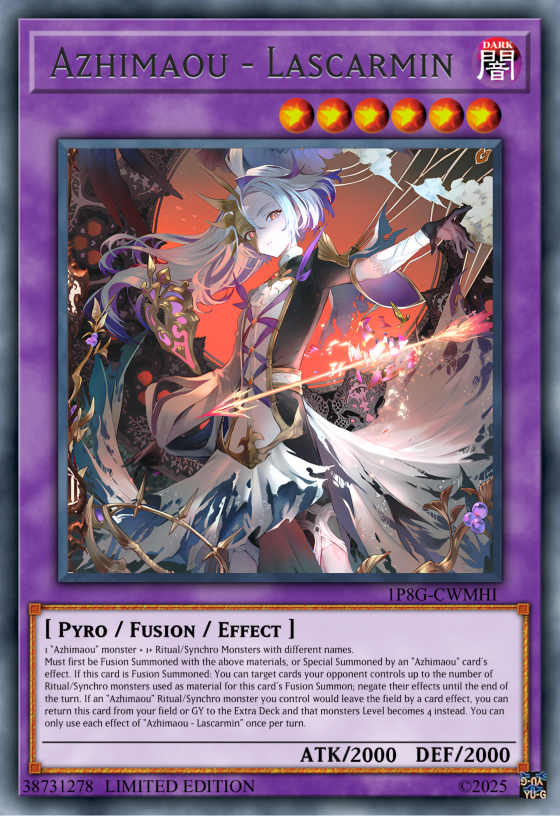 Azhimaou - Lascarmin
DARK
闇
1P8G-CWMHI
[ Pyro / Fusion / Effect ]
1 "Azhimaou" monster + 1+ Ritual/Synchro Monsters with different names.
Must first be Fusion Summoned with the above materials, or Special Summoned by an "Azhimaou" card's
effect. If this card is Fusion Summoned: You can target cards your opponent controls up to the number of
Ritual/Synchro monsters used as material for this card's Fusion Summon; negate their effects until the end of
the turn. If an "Azhimaou" Ritual/Synchro monster you control would leave the field by a card effect, you can
return this card from your field or GY to the Extra Deck and that monsters Level becomes 4 instead. You can
only use each effect of "Azhimaou - Lascarmin" once per turn.
ATK/2000 DEF/2000
38731278 LIMITED EDITION ©2025
YU-G
YU-G